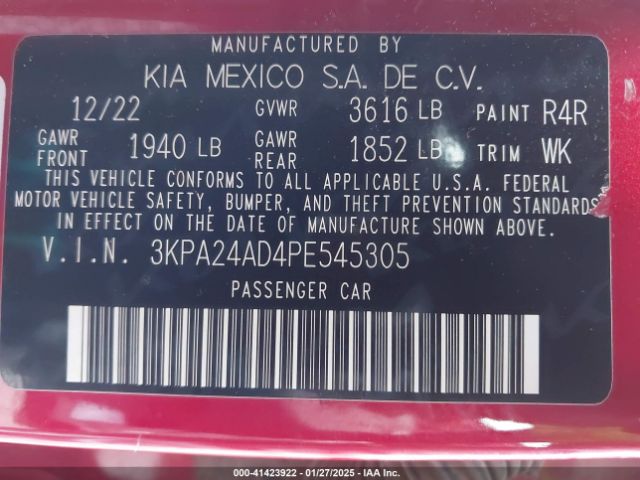 MANUFACTURED BY
KIA MEXICO S.A. DE C.V.
12/22 GVWR 3616 LB PAINT R4R
GAWR FRONT 1940 LB GAWR REAR 1852 LB TRIM WK
THIS VEHICLE CONFORMS TO ALL APPLICABLE U.S.A. FEDERAL
MOTOR VEHICLE SAFETY, BUMPER, AND THEFT PREVENTION STANDARDS
IN EFFECT ON THE DATE OF MANUFACTURE SHOWN ABOVE.
V.I.N. 3KPA24AD4PE545305
PASSENGER CAR
000-41423922 - 01/27/2025 - IAA Inc.